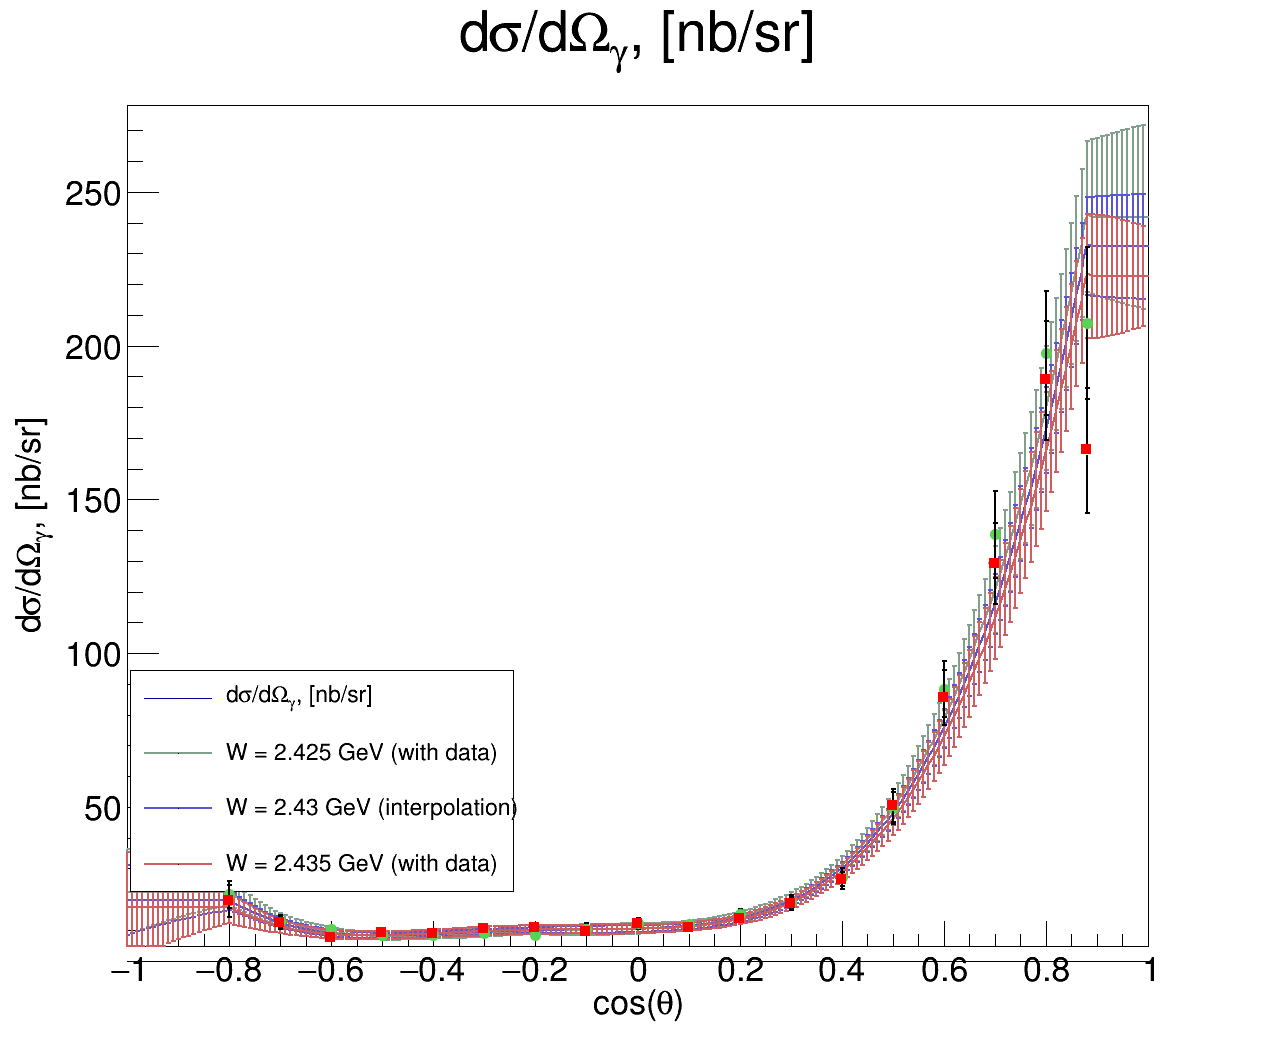 dσ/dΩγ, [nb/sr]
250
200
150
100
50
dσ/dΩγ, [nb/sr]
dσ/dΩγ, [nb/sr]
W = 2.425 GeV (with data)
W = 2.43 GeV (interpolation)
W = 2.435 GeV (with data)
−1 −0.8 −0.6 −0.4 −0.2 0 0.2 0.4 0.6 0.8 1
cos(θ)